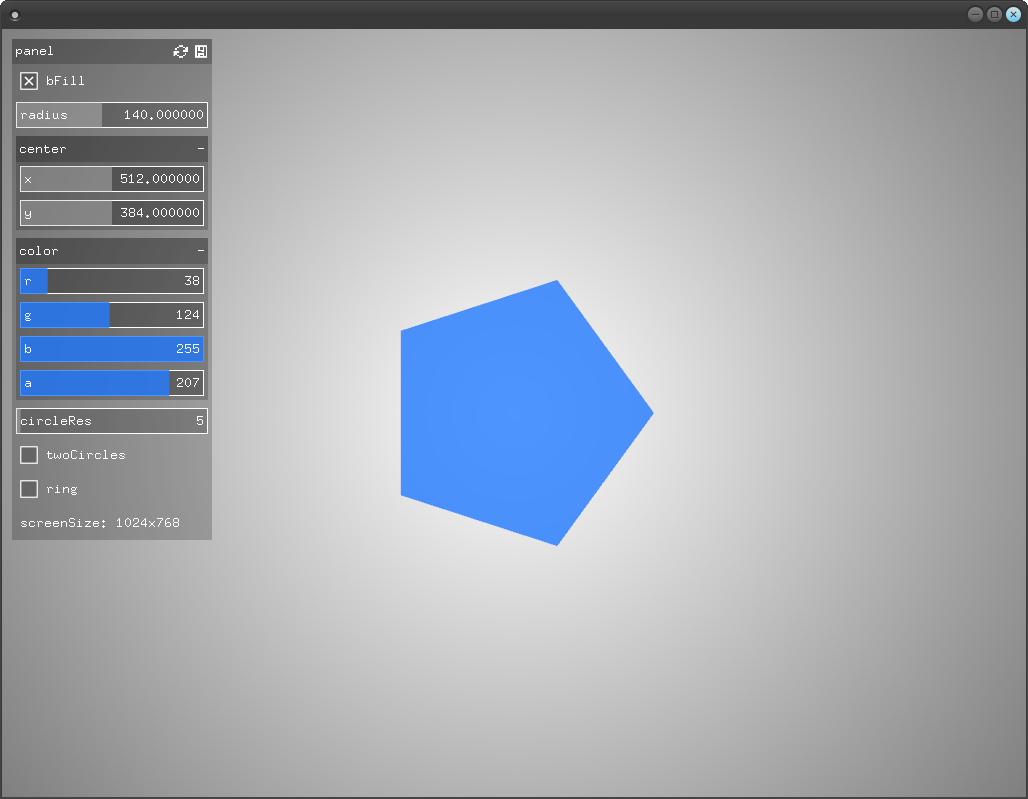 panel
bFill
radius 140.000000
center -
x 512.000000
y 384.000000
color -
r 38
g 124
b 255
a 207
circleRes 5
twoCircles
ring
screenSize: 1024x768